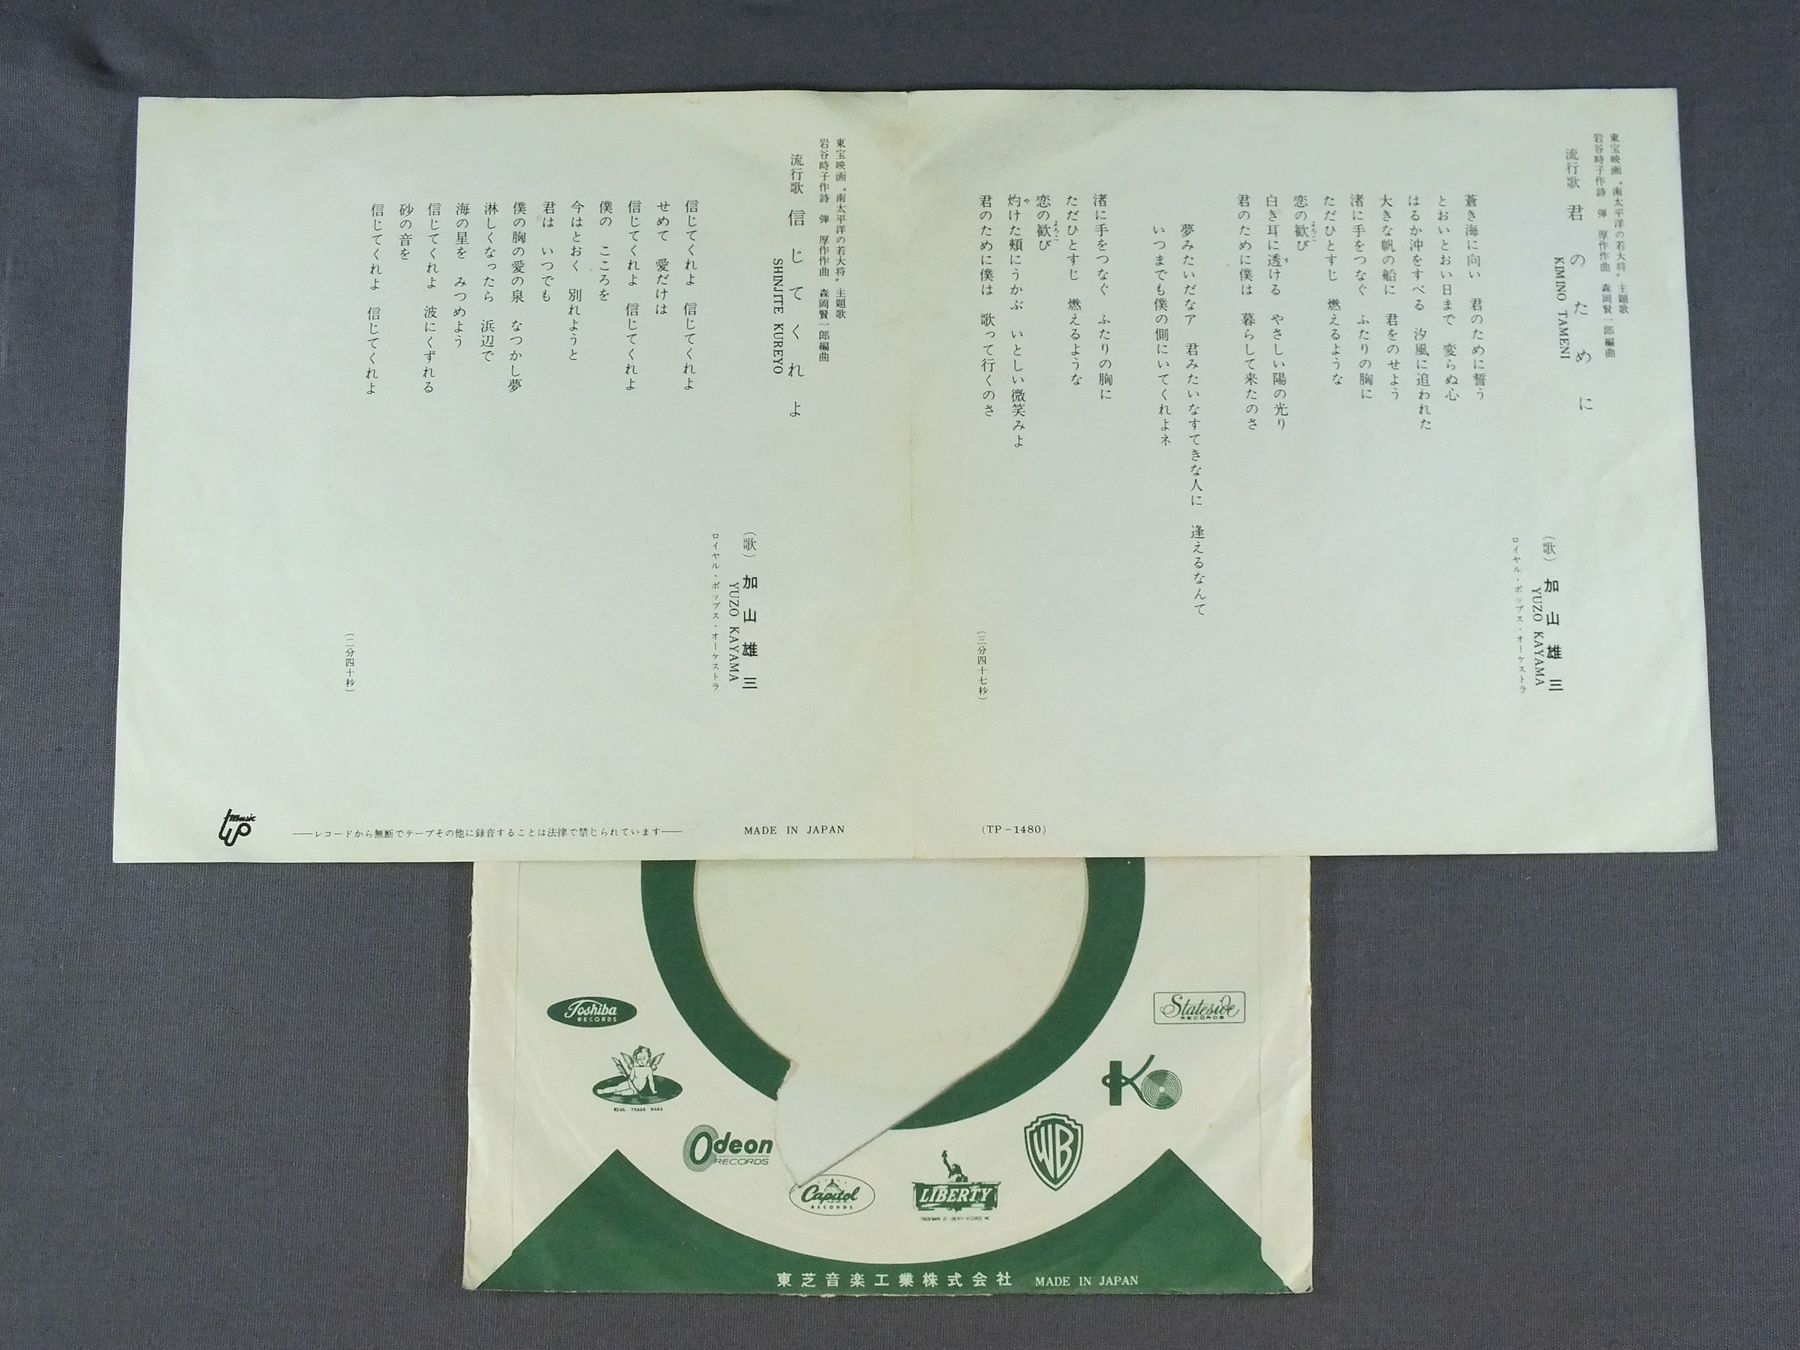 東宝映画“南太平洋の若大将”主題歌
岩谷時子作詩 弾 厚作作曲 森岡賢一郎編曲
流行歌 君のために
KIMINO TAMENI
(歌) 加山雄三
YUZO KAYAMA
ロイヤル・ポップス・オーケストラ
蒼き海に向い 君のために誓う
とおいとおい日まで 変らぬ心
はるか沖をすべる 汐風に追われた
大きな帆の船に 君をのせよう
渚に手をつなぐ ふたりの胸に
ただひとすじ 燃えるような
恋の歓び
よろこ
白き耳に透ける やさしい陽の光り
す
君のために僕は 暮らして来たのさ
夢みたいだなア 君みたいなすてきな人に 逢えるなんて
いつまでも僕の側にいてくれよネ
渚に手をつなぐ ふたりの胸に
ただひとすじ 燃えるような
恋の歓び
よろこ
灼けた頬にうかぶ いとしい微笑みよ
や
君のために僕は 歌って行くのさ
(三分四十七秒)
(TP-1480)
東宝映画“南太平洋の若大将”主題歌
岩谷時子作詩 弾 厚作作曲 森岡賢一郎編曲
流行歌 信じてくれよ
SHINJITE KUREYO
(歌) 加山雄三
YUZO KAYAMA
ロイヤル・ポップス・オーケストラ
信じてくれよ 信じてくれよ
せめて 愛だけは
信じてくれよ 信じてくれよ
僕の こころを
今はとおく 別れようと
君は いつでも
僕の胸の愛の泉 なつかし夢
淋しくなったら 浜辺で
海の星を みつめよう
信じてくれよ 波にくずれる
砂の音を
信じてくれよ 信じてくれよ
(二分四十秒)
Music
―レコードから無断でテープその他に録音することは法律で禁じられています―
MADE IN JAPAN
Toshiba
RECORDS
Odeon
RECORDS
Capitol
RECORDS
LIBERTY
WB
K
Stateside
RECORDS
東芝音楽工業株式会社 MADE IN JAPAN